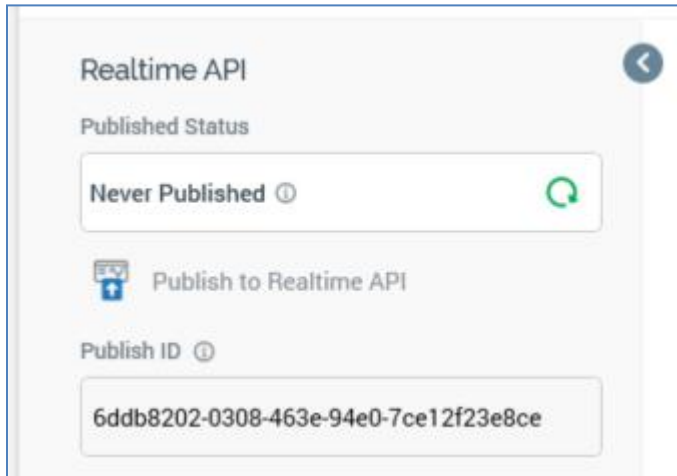 Realtime API
Published Status
Never Published
Publish to Realtime API
Publish ID
6ddb8202-0308-463e-94e0-7ce12f23e8ce